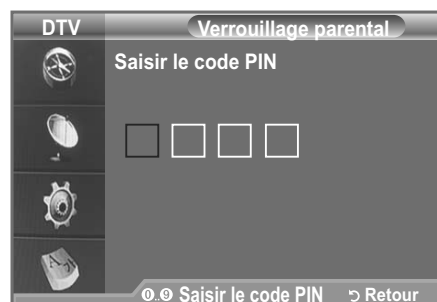 DTV Verrouillage parental
Saisir le code PIN
0..9 Saisir le code PIN Retour